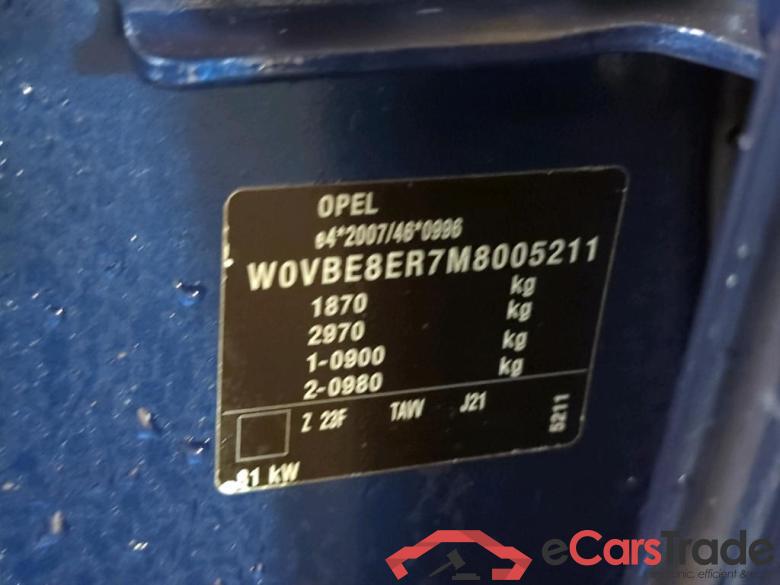 OPEL
e4*2007/46*0996
W0VBE8ER7M8005211
1870 kg
2970 kg
1-0900 kg
2-0980 kg
Z 23F TAVV J21 5211
81 kW
eCarsTrade
efficient &